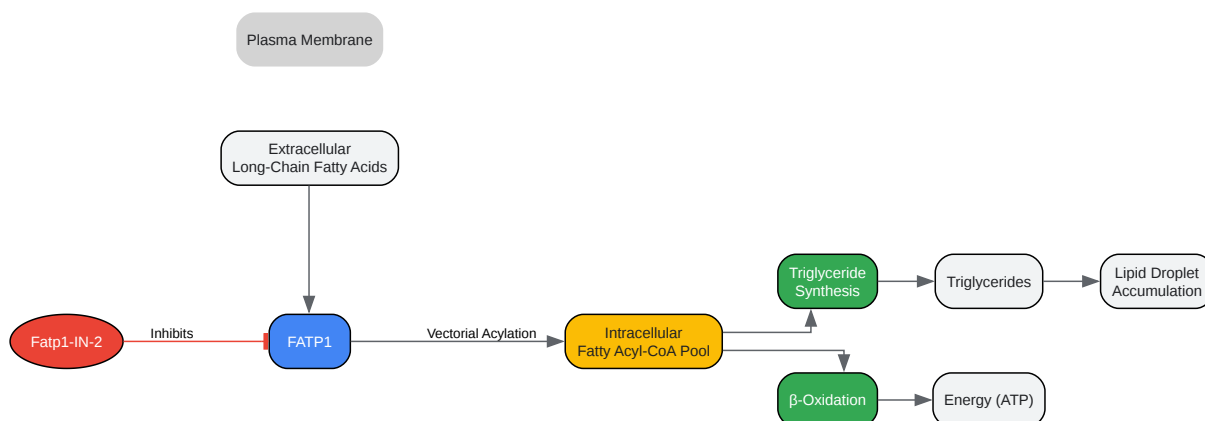 Plasma Membrane
Extracellular
Long-Chain Fatty Acids
Fatp1-IN-2
Inhibits
FATP1
Vectorial Acylation
Intracellular
Fatty Acyl-CoA Pool
Triglyceride
Synthesis
Triglycerides
Lipid Droplet
Accumulation
β-Oxidation
Energy (ATP)